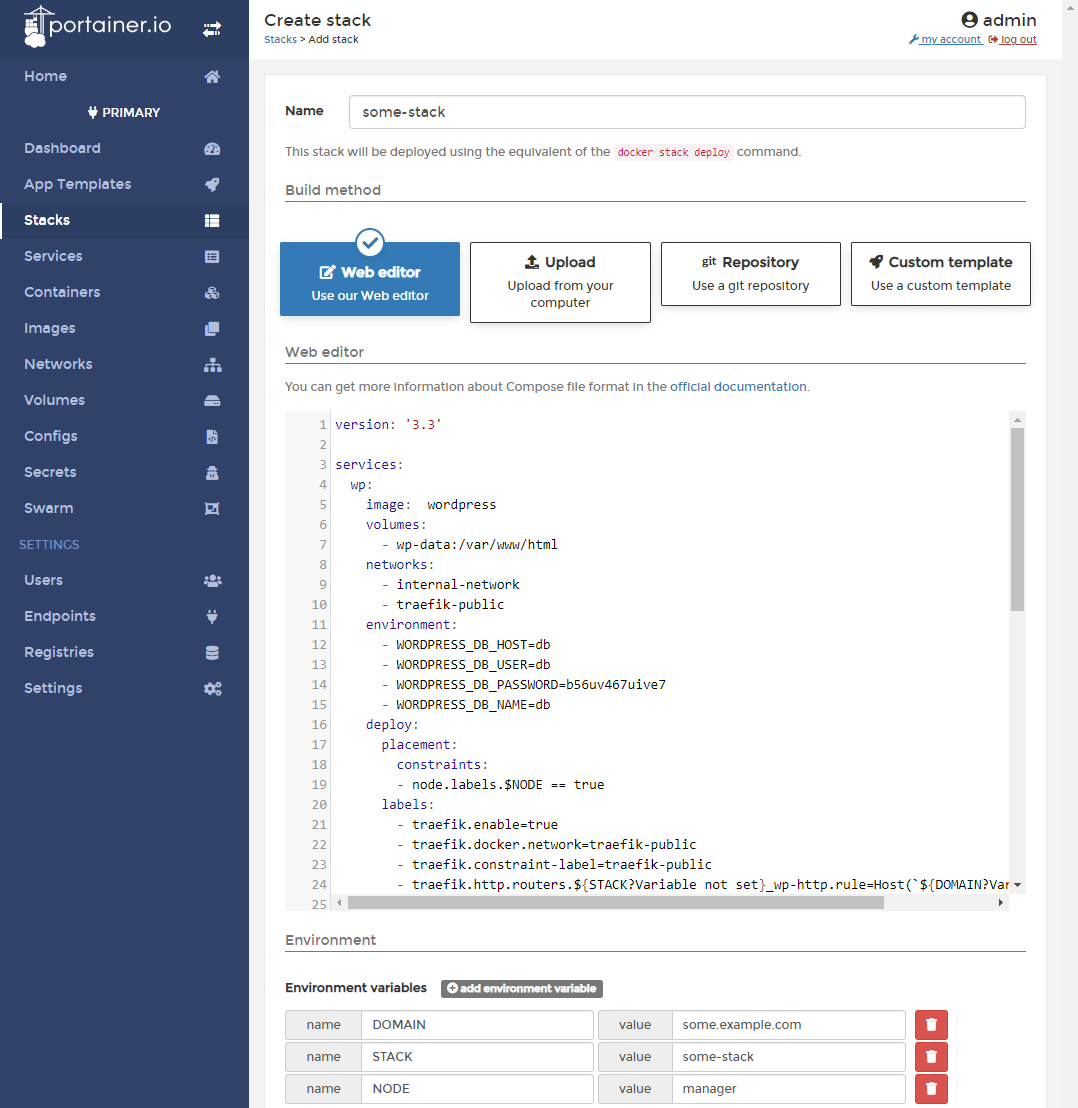 portainer.io
Home
PRIMARY
Dashboard
App Templates
Stacks
Services
Containers
Images
Networks
Volumes
Configs
Secrets
Swarm
SETTINGS
Users
Endpoints
Registries
Settings
Create stack
Stacks > Add stack
admin
my account log out
Name some-stack
This stack will be deployed using the equivalent of the docker stack deploy command.
Build method
Web editor
Use our Web editor
Upload
Upload from your
computer
git Repository
Use a git repository
Custom template
Use a custom template
Web editor
You can get more information about Compose file format in the official documentation.
1 version: '3.3'
2
3 services:
4   wp:
5     image:  wordpress
6     volumes:
7       - wp-data:/var/www/html
8     networks:
9       - internal-network
10       - traefik-public
11     environment:
12       - WORDPRESS_DB_HOST=db
13       - WORDPRESS_DB_USER=db
14       - WORDPRESS_DB_PASSWORD=b56uv467uive7
15       - WORDPRESS_DB_NAME=db
16     deploy:
17       placement:
18         constraints:
19         - node.labels.$NODE == true
20       labels:
21         - traefik.enable=true
22         - traefik.docker.network=traefik-public
23         - traefik.constraint-label=traefik-public
24         - traefik.http.routers.${STACK?Variable not set}_wp-http.rule=Host(`${DOMAIN?Var
25
Environment
Environment variables add environment variable
name DOMAIN value some.example.com
name STACK value some-stack
name NODE value manager